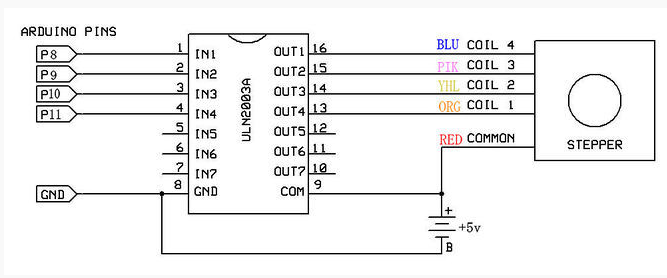 ARDUINO PINS
P8 1 IN1 OUT1 16 BLU COIL 4
P9 2 IN2 OUT2 15 PIK COIL 3
P10 3 IN3 OUT3 14 YHL COIL 2
P11 4 IN4 OUT4 13 ORG COIL 1
ULN2003A
5 IN5 OUT5 12
6 IN6 OUT6 11
7 IN7 OUT7 10
RED COMMON
STEPPER
GND 8 GND COM 9
+
+5v
B